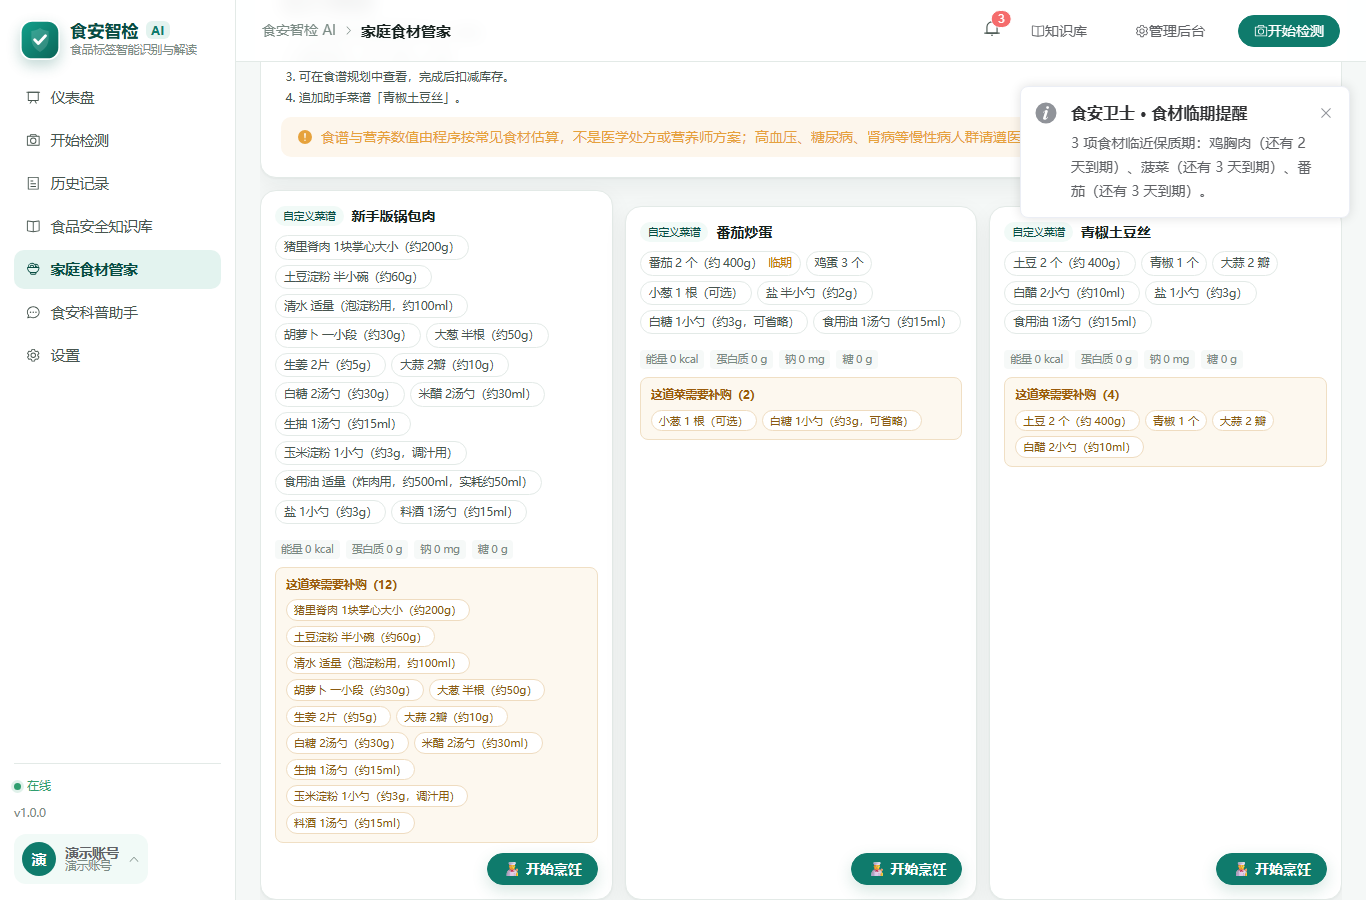 食安智检 AI
食品标签智能识别与解读
仪表盘
开始检测
历史记录
食品安全知识库
家庭食材管家
食安科普助手
设置
在线
v1.0.0
演
演示账号
演示账号
食安智检 AI > 家庭食材管家
3
知识库
管理后台
开始检测
3. 可在食谱规划中查看，完成后扣减库存。
4. 追加助手菜谱「青椒土豆丝」。
食谱与营养数值由程序按常见食材估算，不是医学处方或营养师方案；高血压、糖尿病、肾病等慢性病人群请遵医
食安卫士 • 食材临期提醒
3 项食材临近保质期：鸡胸肉（还有 2
天到期）、菠菜（还有 3 天到期）、番
茄（还有 3 天到期）。
自定义菜谱 新手版锅包肉
猪里脊肉 1块掌心大小（约200g）
土豆淀粉 半小碗（约60g）
清水 适量（泡淀粉用，约100ml）
胡萝卜 一小段（约30g） 大葱 半根（约50g）
生姜 2片（约5g） 大蒜 2瓣（约10g）
白糖 2汤勺（约30g） 米醋 2汤勺（约30ml）
生抽 1汤勺（约15ml）
玉米淀粉 1小勺（约3g，调汁用）
食用油 适量（炸肉用，约500ml，实耗约50ml）
盐 1小勺（约3g） 料酒 1汤勺（约15ml）
能量 0 kcal 蛋白质 0 g 钠 0 mg 糖 0 g
这道菜需要补购（12）
猪里脊肉 1块掌心大小（约200g）
土豆淀粉 半小碗（约60g）
清水 适量（泡淀粉用，约100ml）
胡萝卜 一小段（约30g） 大葱 半根（约50g）
生姜 2片（约5g） 大蒜 2瓣（约10g）
白糖 2汤勺（约30g） 米醋 2汤勺（约30ml）
生抽 1汤勺（约15ml）
玉米淀粉 1小勺（约3g，调汁用）
料酒 1汤勺（约15ml）
开始烹饪
自定义菜谱 番茄炒蛋
番茄 2 个（约 400g） 临期 鸡蛋 3 个
小葱 1 根（可选） 盐 半小勺（约2g）
白糖 1小勺（约3g，可省略） 食用油 1汤勺（约15ml）
能量 0 kcal 蛋白质 0 g 钠 0 mg 糖 0 g
这道菜需要补购（2）
小葱 1 根（可选） 白糖 1小勺（约3g，可省略）
开始烹饪
自定义菜谱 青椒土豆丝
土豆 2 个（约 400g） 青椒 1 个 大蒜 2 瓣
白醋 2小勺（约10ml） 盐 1小勺（约3g）
食用油 1汤勺（约15ml）
能量 0 kcal 蛋白质 0 g 钠 0 mg 糖 0 g
这道菜需要补购（4）
土豆 2 个（约 400g） 青椒 1 个 大蒜 2 瓣
白醋 2小勺（约10ml）
开始烹饪